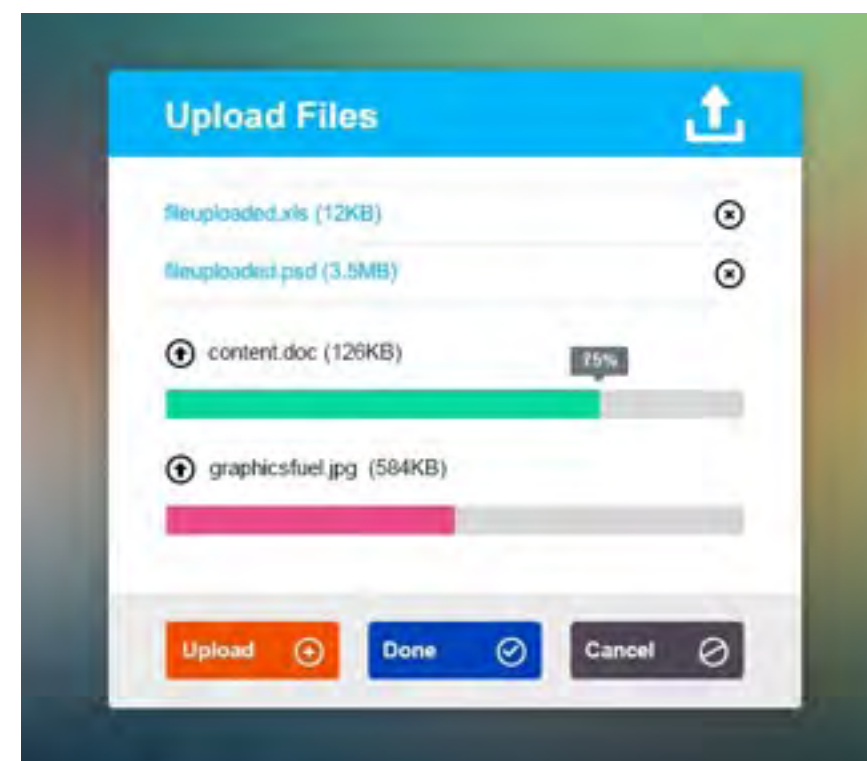 Upload Files
fileuploaded.xls (12KB)
fileuploaded.psd (3.5MB)
content.doc (126KB)
75%
graphicsfuel.jpg (584KB)
Upload
Done
Cancel